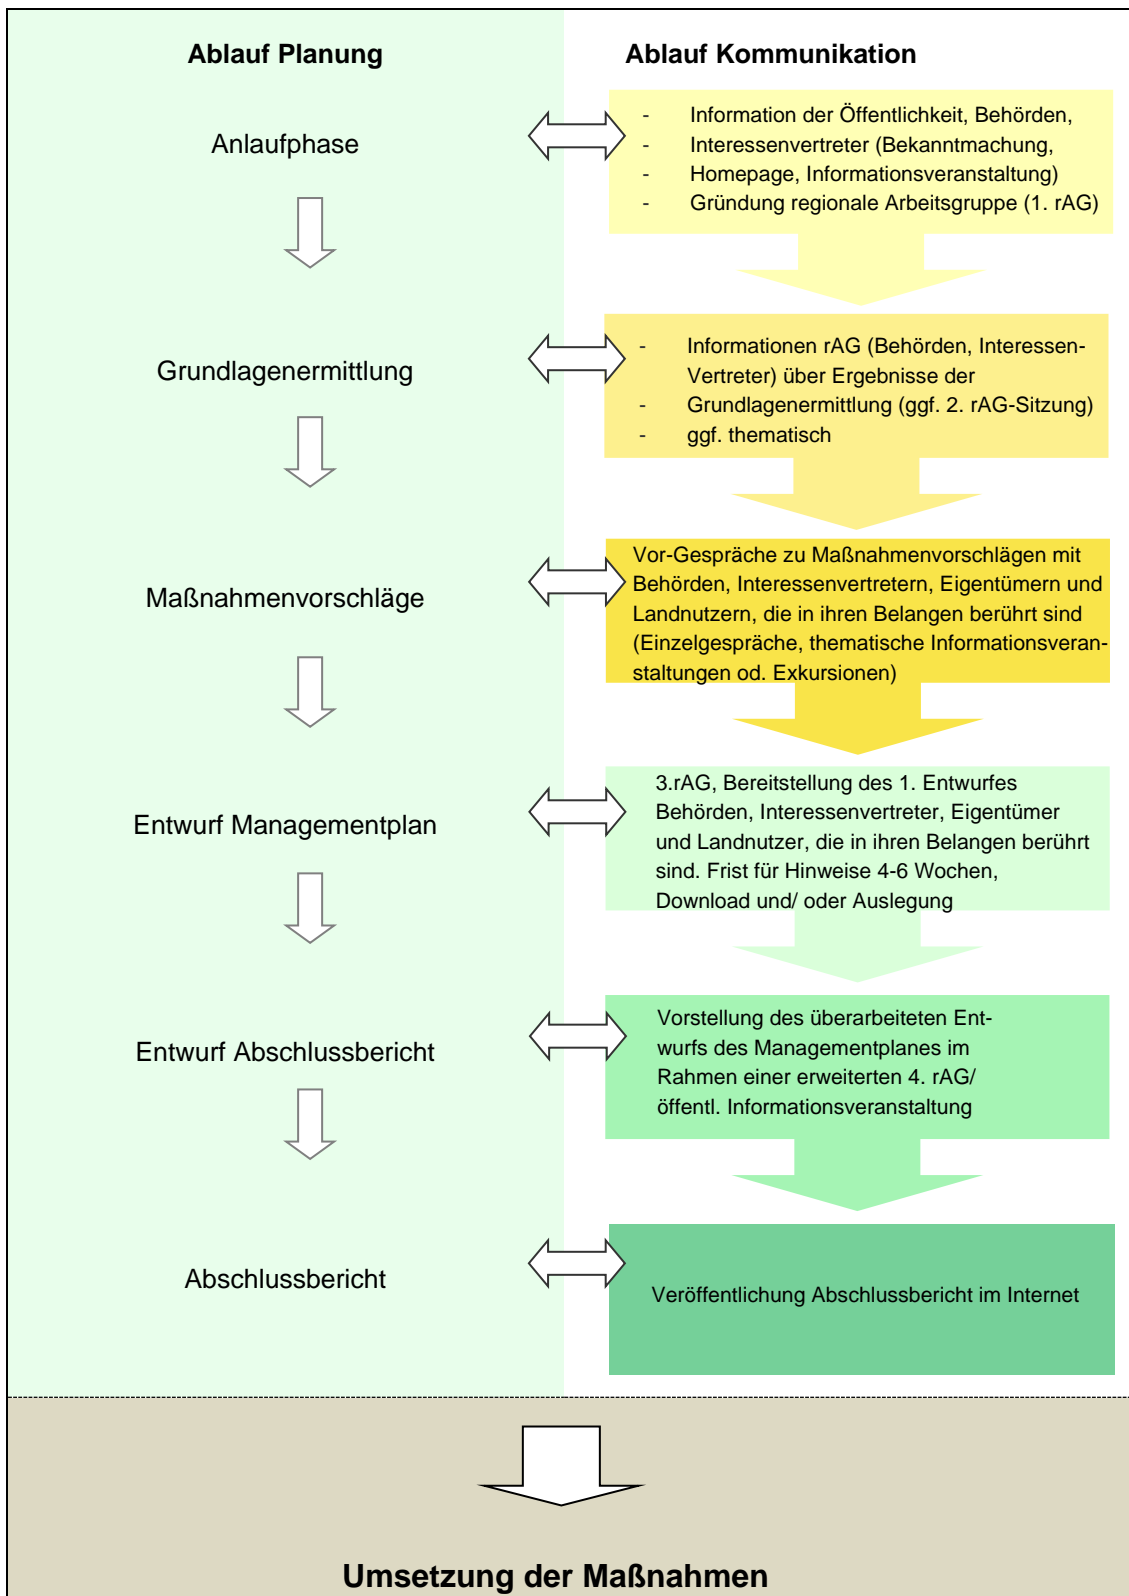 Ablauf Planung
Ablauf Kommunikation
Anlaufphase
- Information der Öffentlichkeit, Behörden,
- Interessenvertreter (Bekanntmachung,
- Homepage, Informationsveranstaltung)
- Gründung regionale Arbeitsgruppe (1. rAG)
Grundlagenermittlung
- Informationen rAG (Behörden, Interessen-
Vertreter) über Ergebnisse der
- Grundlagenermittlung (ggf. 2. rAG-Sitzung)
- ggf. thematisch
Maßnahmenvorschläge
Vor-Gespräche zu Maßnahmenvorschlägen mit
Behörden, Interessenvertretern, Eigentümern und
Landnutzern, die in ihren Belangen berührt sind
(Einzelgespräche, thematische Informationsveran-
staltungen od. Exkursionen)
Entwurf Managementplan
3.rAG, Bereitstellung des 1. Entwurfes
Behörden, Interessenvertreter, Eigentümer
und Landnutzer, die in ihren Belangen berührt
sind. Frist für Hinweise 4-6 Wochen,
Download und/ oder Auslegung
Entwurf Abschlussbericht
Vorstellung des überarbeiteten Ent-
wurfs des Managementplanes im
Rahmen einer erweiterten 4. rAG/
öffentl. Informationsveranstaltung
Abschlussbericht
Veröffentlichung Abschlussbericht im Internet
Umsetzung der Maßnahmen